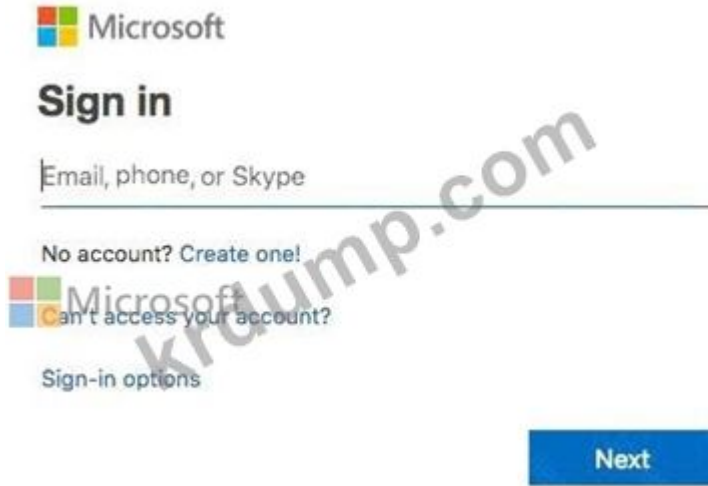 Microsoft
Sign in
Email, phone, or Skype
No account? Create one!
Microsoft
Can't access your account?
Sign-in options
Next
krdump.com